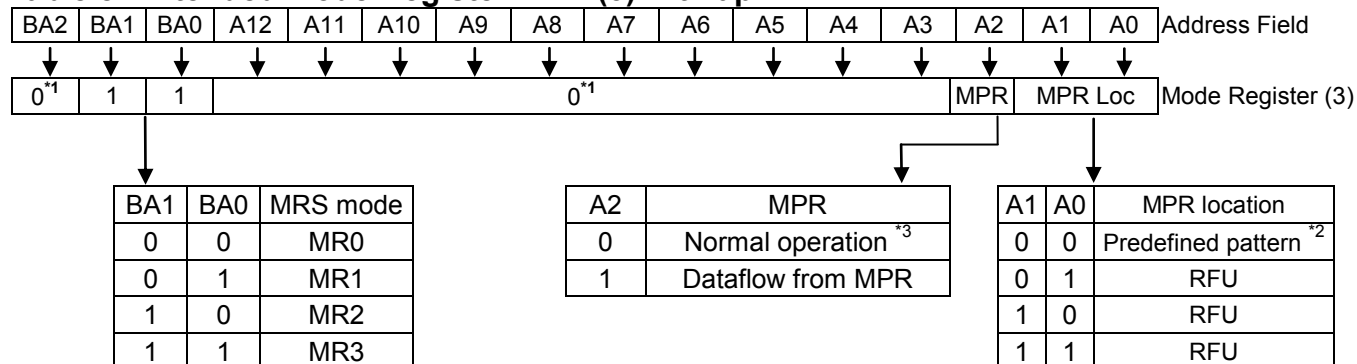 BA2 BA1 BA0 A12 A11 A10 A9 A8 A7 A6 A5 A4 A3 A2 A1 A0 Address Field
0*1 1 1 0*1 MPR MPR Loc Mode Register (3)
BA1 BA0 MRS mode
0 0 MR0
0 1 MR1
1 0 MR2
1 1 MR3
A2 MPR
0 Normal operation *3
1 Dataflow from MPR
A1 A0 MPR location
0 0 Predefined pattern *2
0 1 RFU
1 0 RFU
1 1 RFU